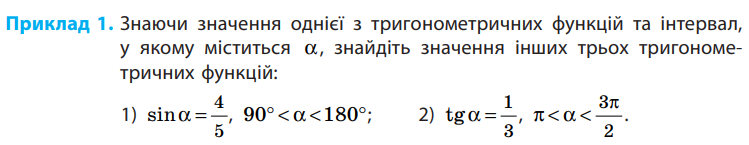 Приклад 1. Знаючи значення однієї з тригонометричних функцій та інтервал,
у якому міститься α, знайдіть значення інших трьох тригономе-
тричних функцій:
1) sin α = 4/5, 90° < α < 180°; 2) tg α = 1/3, π < α < 3π/2.